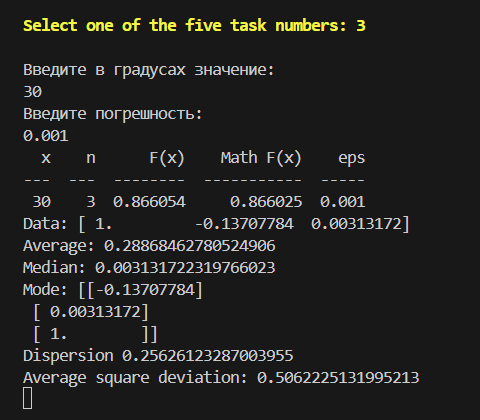 Select one of the five task numbers: 3
Введите в градусах значение:
30
Введите погрешность:
0.001
  x    n      F(x)    Math F(x)    eps
---  ---  --------  -----------  -----
 30    3  0.866054     0.866025  0.001
Data: [ 1.         -0.13707784  0.00313172]
Average: 0.28868462780524906
Median: 0.003131722319766023
Mode: [[-0.13707784]
 [ 0.00313172]
 [ 1.        ]]
Dispersion 0.25626123287003955
Average square deviation: 0.5062225131995213